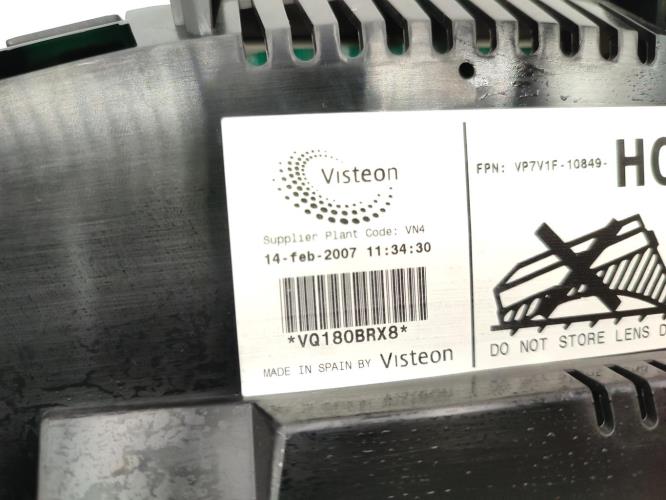 Visteon
Supplier Plant Code: VN4
14-feb-2007 11:34:30
*VQ180BRX8*
MADE IN SPAIN BY Visteon
FPN: VP7V1F-10849-
DO NOT STORE LENS